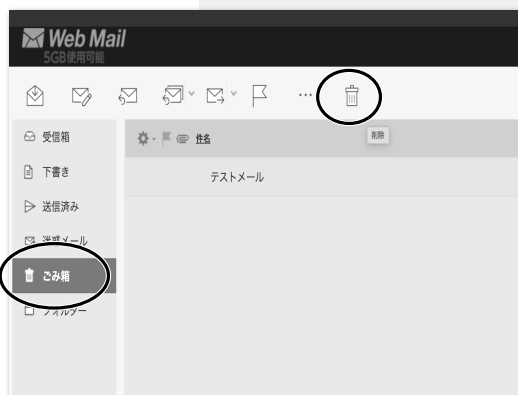 Web Mail
5GB使用可能
受信箱
件名
削除
下書き
テストメール
送信済み
迷惑メール
ごみ箱
フォルダー